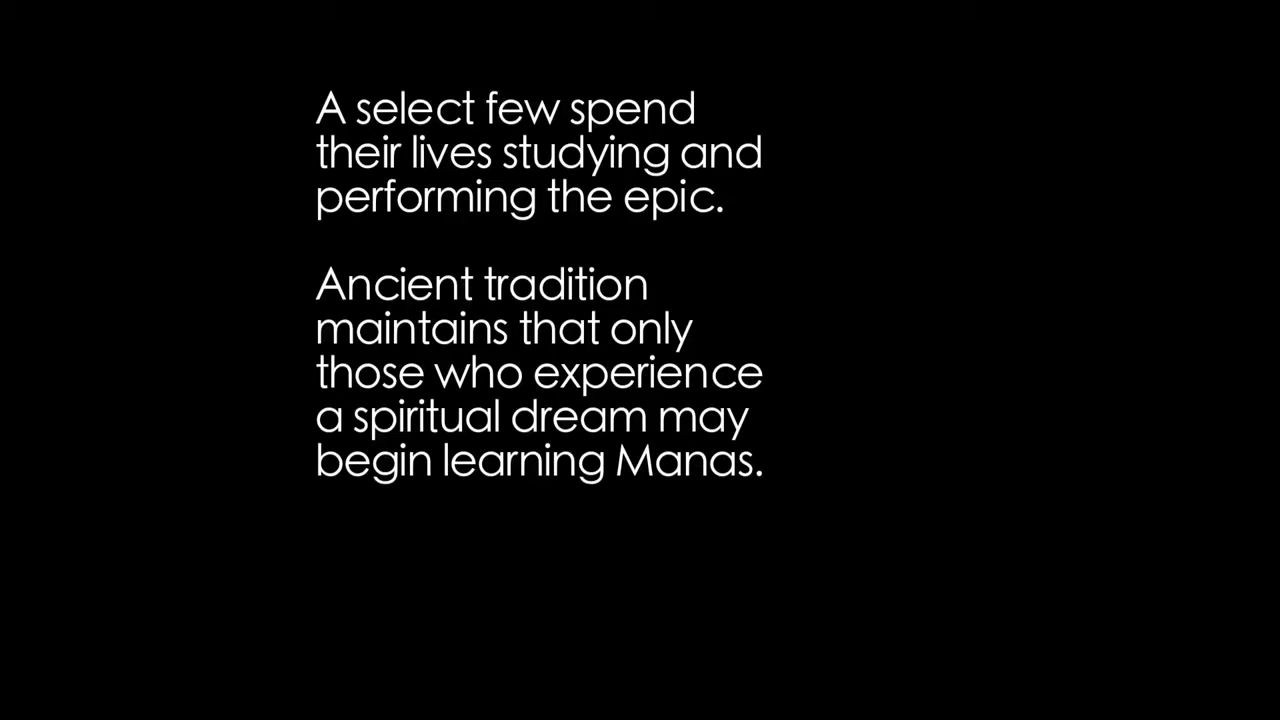 A select few spend
their lives studying and
performing the epic.
Ancient tradition
maintains that only
those who experience
a spiritual dream may
begin learning Manas.